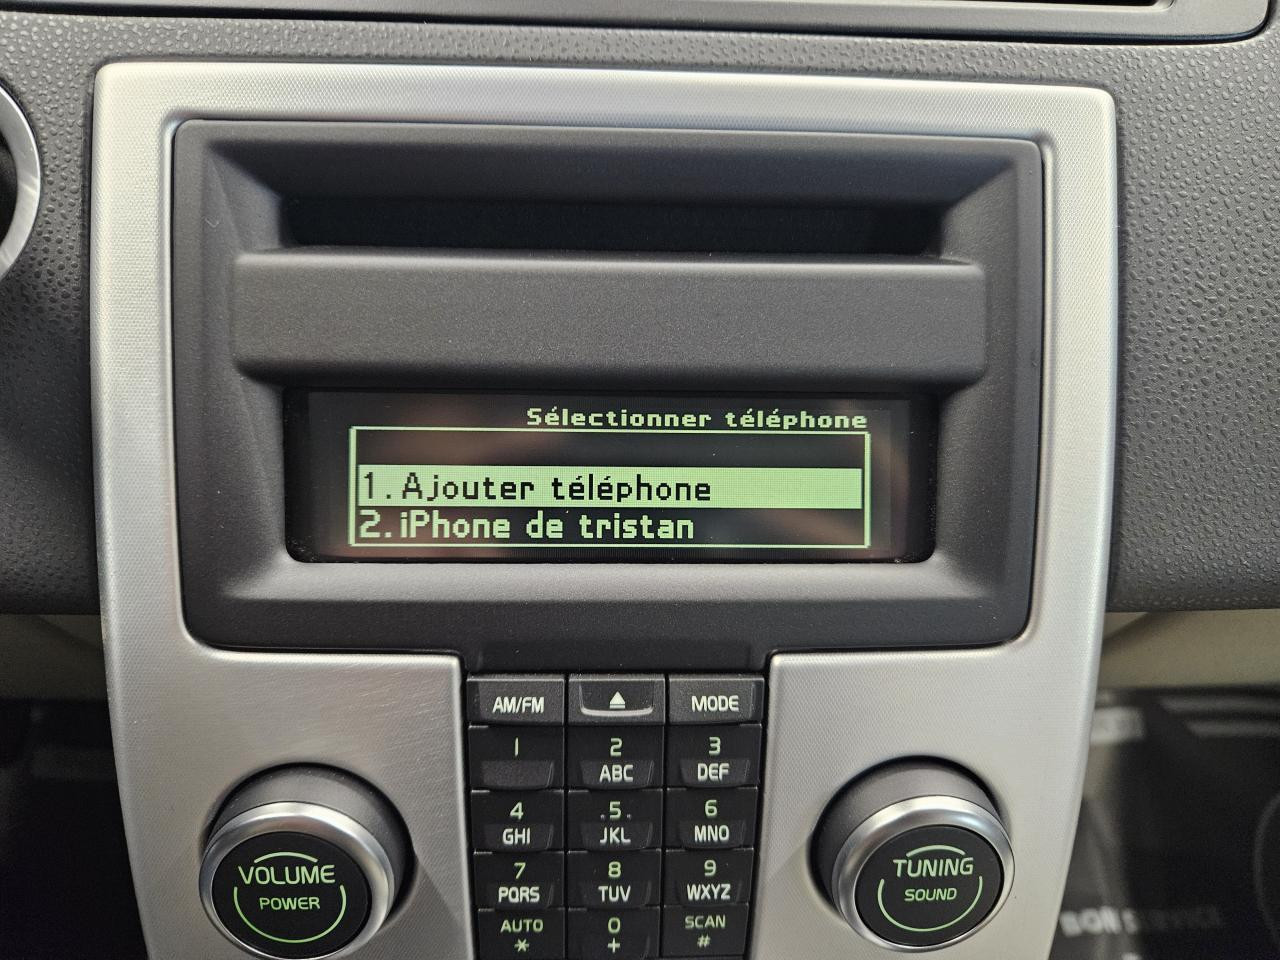 Sélectionner téléphone
1. Ajouter téléphone
2. iPhone de tristan
AM/FM
MODE
1
2
3
ABC
DEF
4
.5.
6
GHI
JKL
MNO
7
8
9
PQRS
TUV
WXYZ
AUTO
0
SCAN
*
+
#
VOLUME
POWER
TUNING
SOUND